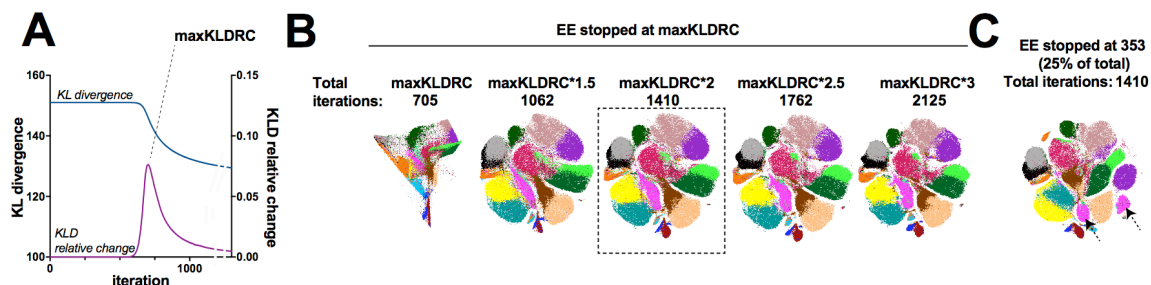 A
maxKLDRC
160
140
120
100
KL divergence
KL divergence
KLD
relative change
0
1000
iteration
0.15
0.10
0.05
0.00
KLD relative change
B
EE stopped at maxKLDRC
Total
iterations:
maxKLDRC
705
maxKLDRC*1.5
1062
maxKLDRC*2
1410
maxKLDRC*2.5
1762
maxKLDRC*3
2125
C
EE stopped at 353
(25% of total)
Total iterations: 1410